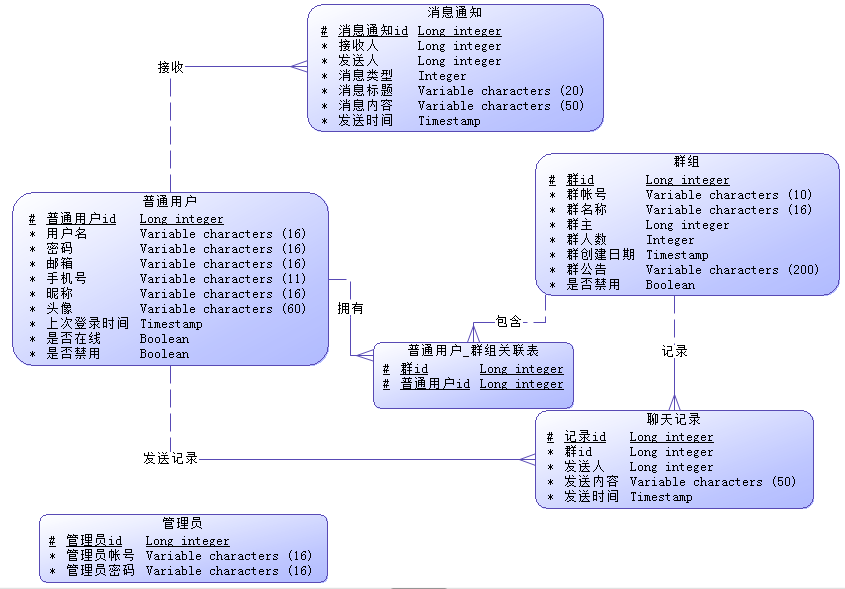 消息通知
# 消息通知id Long integer
* 接收人 Long integer
* 发送人 Long integer
* 消息类型 Integer
* 消息标题 Variable characters (20)
* 消息内容 Variable characters (50)
* 发送时间 Timestamp
接收
群组
# 群id Long integer
* 群帐号 Variable characters (10)
* 群名称 Variable characters (16)
* 群主 Long integer
* 群人数 Integer
* 群创建日期 Timestamp
* 群公告 Variable characters (200)
* 是否禁用 Boolean
普通用户
# 普通用户id Long integer
* 用户名 Variable characters (16)
* 密码 Variable characters (16)
* 邮箱 Variable characters (16)
* 手机号 Variable characters (11)
* 昵称 Variable characters (16)
* 头像 Variable characters (60)
* 上次登录时间 Timestamp
* 是否在线 Boolean
* 是否禁用 Boolean
拥有
包含
普通用户_群组关联表
# 群id Long integer
# 普通用户id Long integer
记录
聊天记录
# 记录id Long integer
* 群id Long integer
* 发送人 Long integer
* 发送内容 Variable characters (50)
* 发送时间 Timestamp
发送记录
管理员
# 管理员id Long integer
* 管理员帐号 Variable characters (16)
* 管理员密码 Variable characters (16)